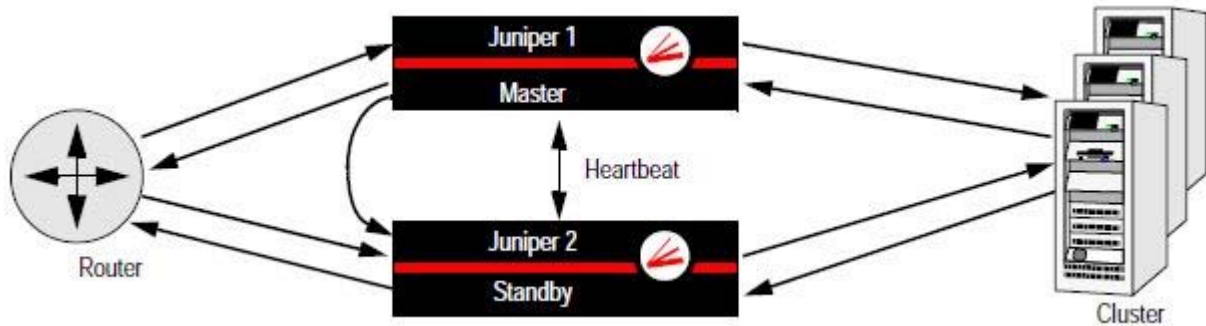 Juniper 1
Master
Heartbeat
Juniper 2
Standby
Router
Cluster